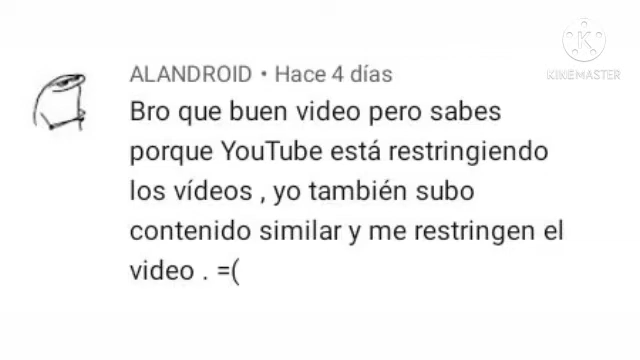 ALANDROID • Hace 4 días
KINEMASTER
Bro que buen video pero sabes
porque YouTube está restringiendo
los vídeos , yo también subo
contenido similar y me restringen el
video . =(